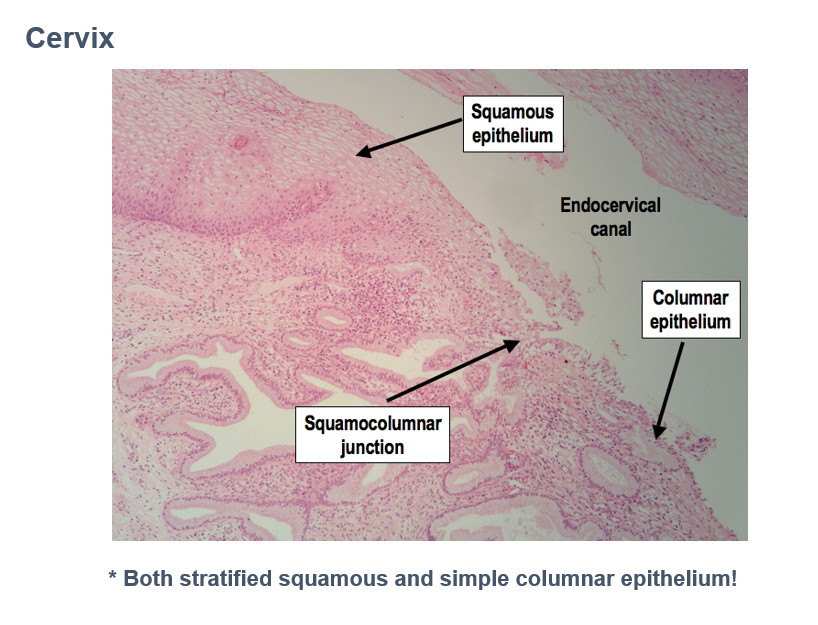 Cervix
Squamous
epithelium
Endocervical
canal
Columnar
epithelium
Squamocolumnar
junction
* Both stratified squamous and simple columnar epithelium!